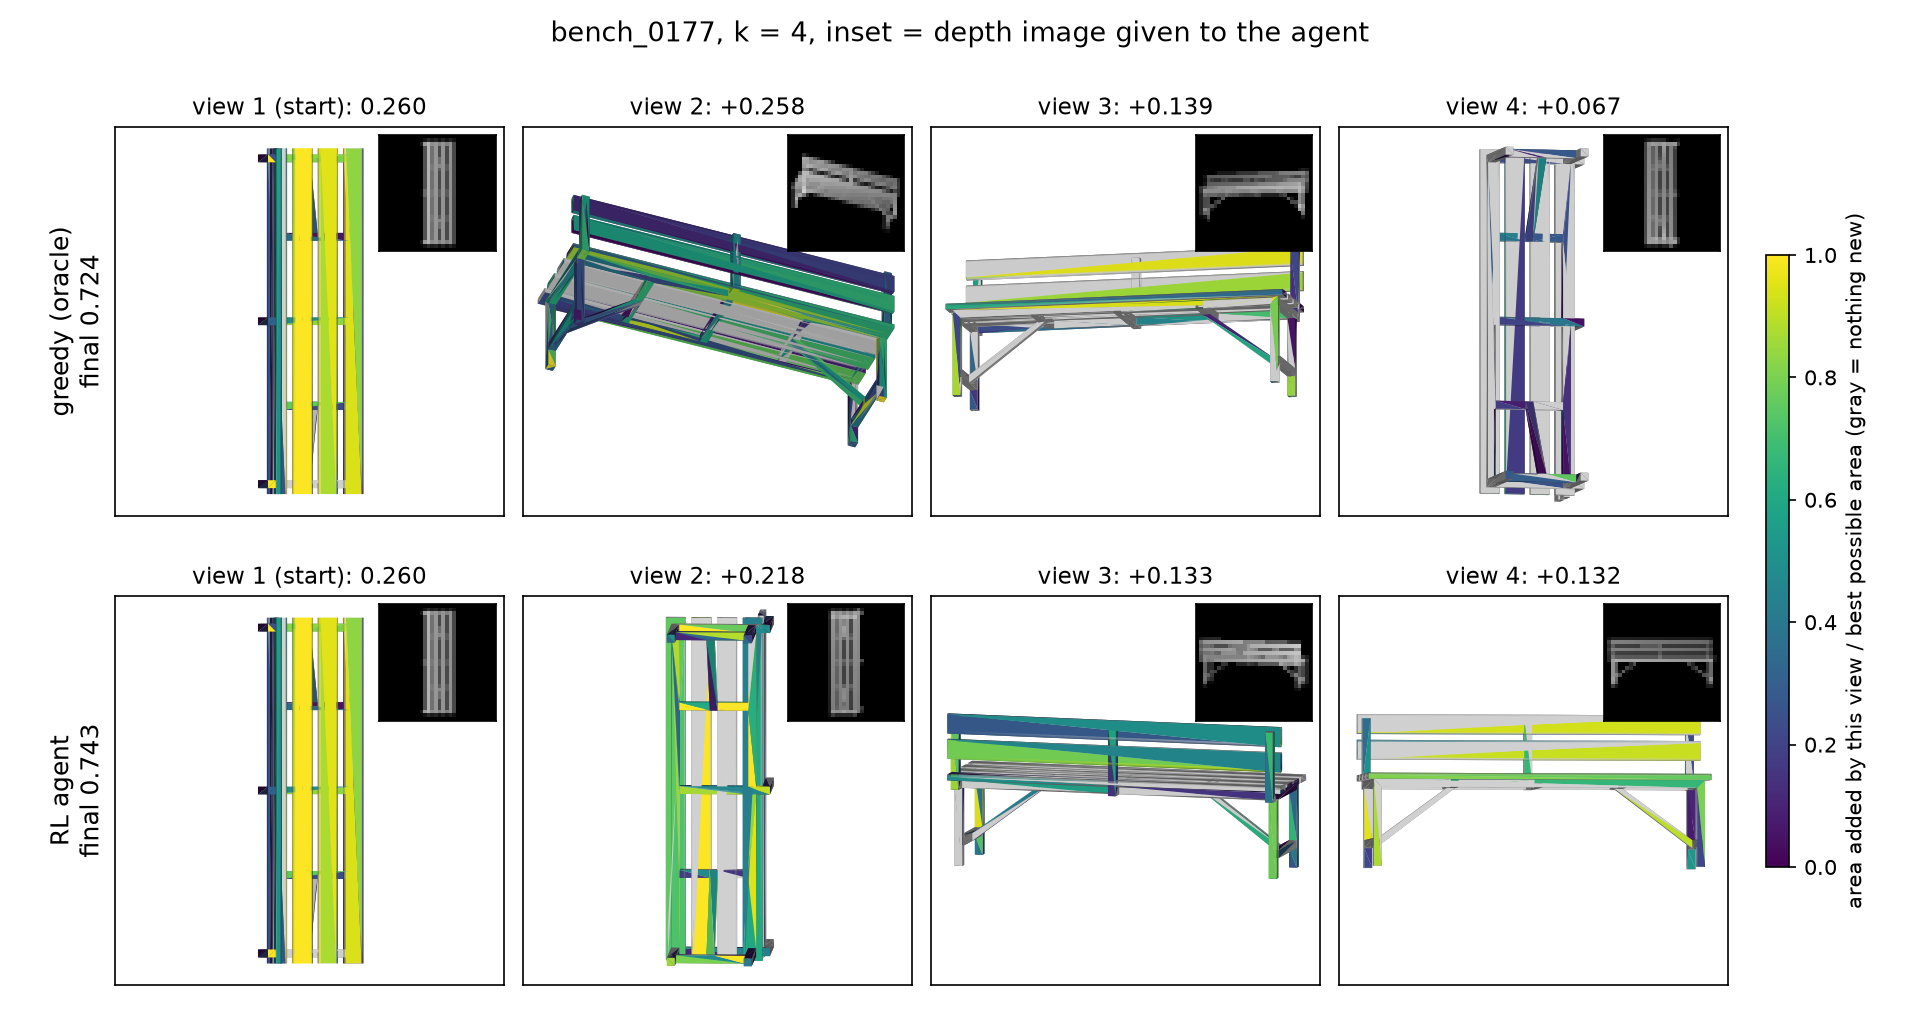 bench_0177, k = 4, inset = depth image given to the agent
view 1 (start): 0.260
view 2: +0.258
view 3: +0.139
view 4: +0.067
greedy (oracle)
final 0.724
view 1 (start): 0.260
view 2: +0.218
view 3: +0.133
view 4: +0.132
RL agent
final 0.743
1.0
0.8
0.6
0.4
0.2
0.0
area added by this view / best possible area (gray = nothing new)